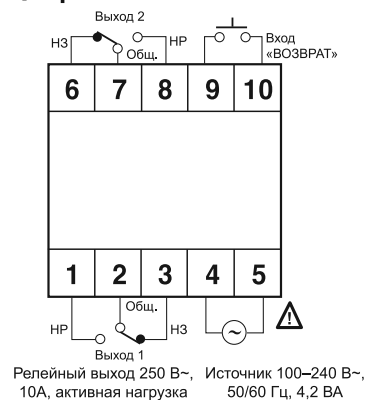 Выход 2
НЗ
НР
Общ.
Вход
«ВОЗВРАТ»
6 7 8 9 10
1 2 3 4 5
Общ.
НР
НЗ
Выход 1
Релейный выход 250 В~,
10А, активная нагрузка
Источник 100–240 В~,
50/60 Гц, 4,2 ВА